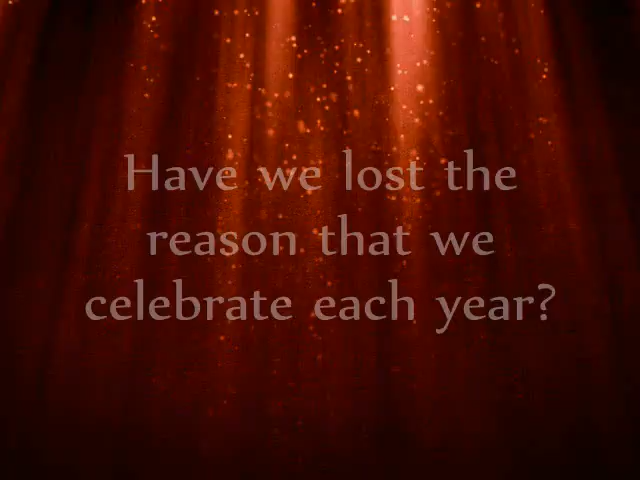 Have we lost the
reason that we
celebrate each year?